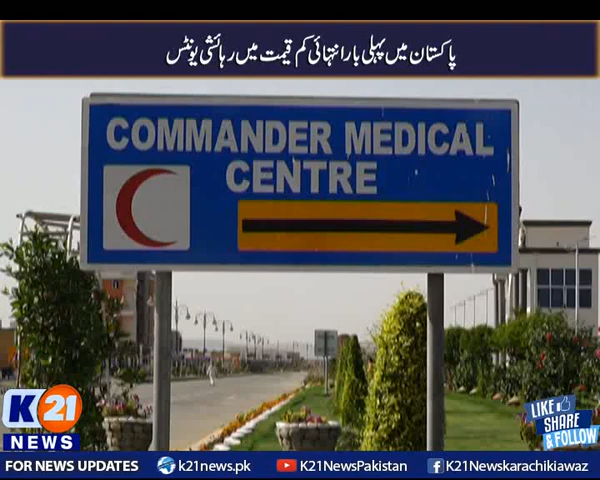 پاکستان میں پہلی بار انتہائی کم قیمت میں رہائشی یونٹس
COMMANDER MEDICAL
CENTRE
K21
NEWS
LIKE
SHARE
& FOLLOW
FOR NEWS UPDATES k21news.pk K21NewsPakistan K21Newskarachikiawaz